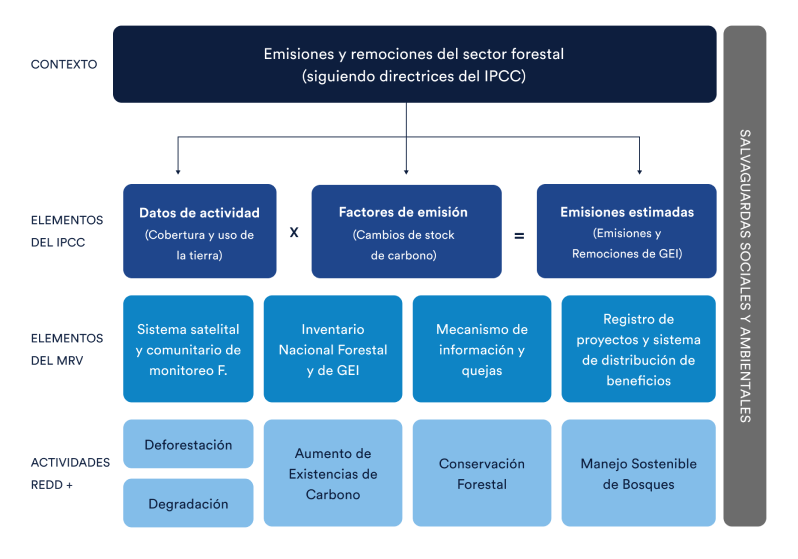 CONTEXTO
Emisiones y remociones del sector forestal
(siguiendo directrices del IPCC)
ELEMENTOS
DEL IPCC
Datos de actividad
(Cobertura y uso de
la tierra)
x
Factores de emisión
(Cambios de stock
de carbono)
=
Emisiones estimadas
(Emisiones y
Remociones de GEI)
ELEMENTOS
DEL MRV
Sistema satelital
y comunitario de
monitoreo F.
Inventario
Nacional Forestal
y de GEI
Mecanismo de
información y
quejas
Registro de
proyectos y sistema
de distribución de
beneficios
ACTIVIDADES
REDD +
Deforestación
Degradación
Aumento de
Existencias de
Carbono
Conservación
Forestal
Manejo Sostenible
de Bosques
SALVAGUARDAS SOCIALES Y AMBIENTALES